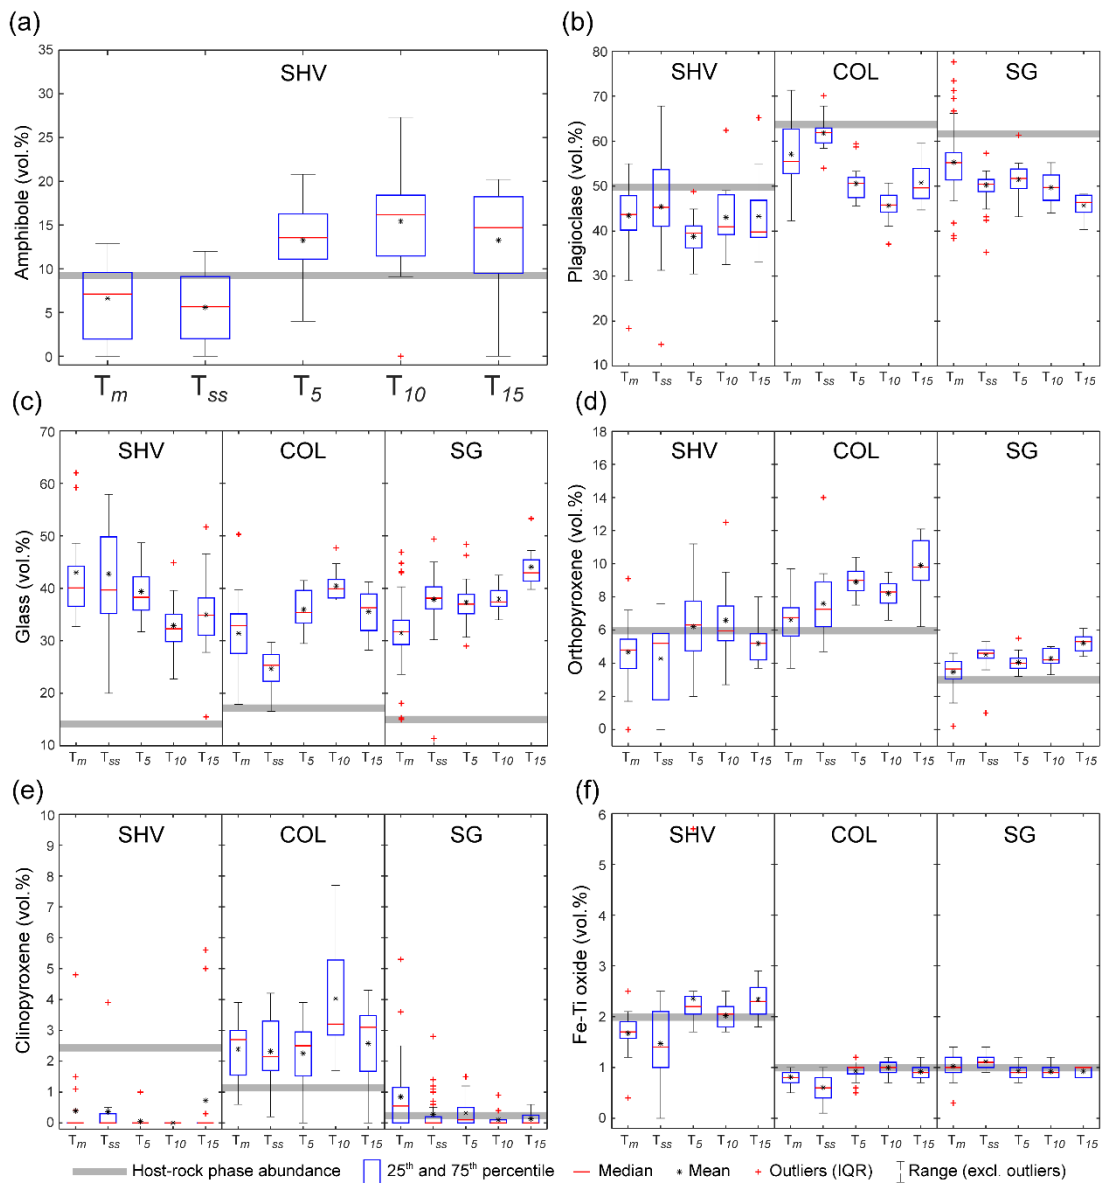 (a)
SHV
Amphibole (vol.%)
35
30
25
20
15
10
5
0
Tm Tss T5 T10 T15
(b)
SHV COL SG
Plagioclase (vol.%)
80
70
60
50
40
30
20
10
Tm Tss T5 T10 T15 Tm Tss T5 T10 T15 Tm Tss T5 T10 T15
(c)
SHV COL SG
Glass (vol.%)
70
60
50
40
30
20
10
Tm Tss T5 T10 T15 Tm Tss T5 T10 T15 Tm Tss T5 T10 T15
(d)
SHV COL SG
Orthopyroxene (vol.%)
18
16
14
12
10
8
6
4
2
0
Tm Tss T5 T10 T15 Tm Tss T5 T10 T15 Tm Tss T5 T10 T15
(e)
SHV COL SG
Clinopyroxene (vol.%)
10
9
8
7
6
5
4
3
2
1
0
Tm Tss T5 T10 T15 Tm Tss T5 T10 T15 Tm Tss T5 T10 T15
(f)
SHV COL SG
Fe-Ti oxide (vol.%)
6
5
4
3
2
1
0
Tm Tss T5 T10 T15 Tm Tss T5 T10 T15 Tm Tss T5 T10 T15
Host-rock phase abundance 25th and 75th percentile Median Mean Outliers (IQR) Range (excl. outliers)